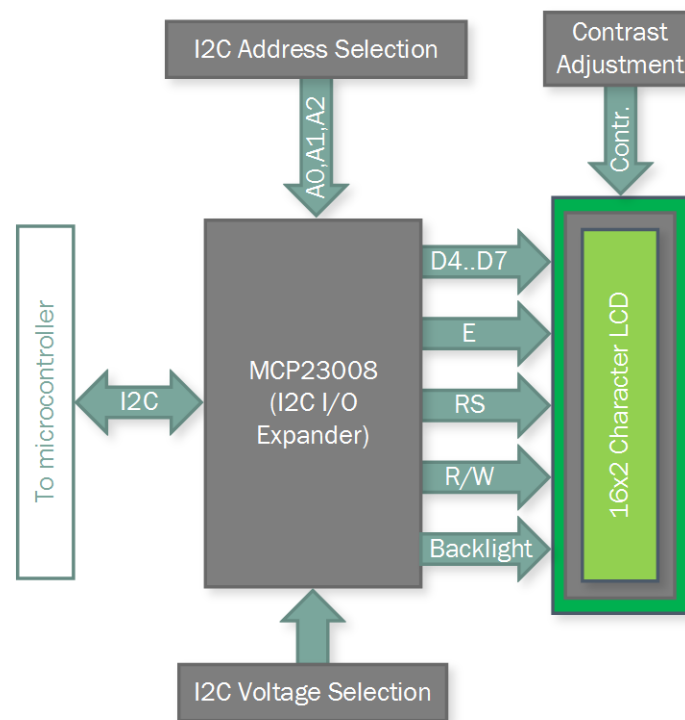 I2C Address Selection
Contrast
Adjustment
A0,A1,A2
Contr.
To microcontroller
I2C
MCP23008
(I2C I/O
Expander)
D4..D7
E
RS
R/W
Backlight
16x2 Character LCD
I2C Voltage Selection